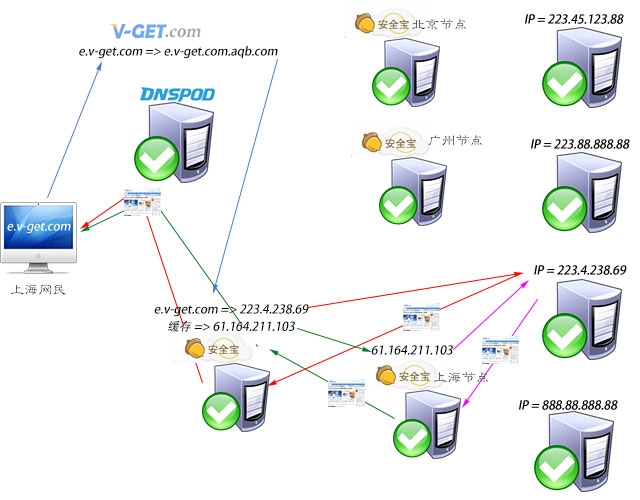 V-GET.com
e.v-get.com => e.v-get.com.aqb.com
DNSPOD
e.v-get.com
上海网民
安全宝 北京节点
IP = 223.45.123.88
安全宝 广州节点
IP = 223.88.888.88
e.v-get.com => 223.4.238.69
缓存 => 61.164.211.103
安全宝
61.164.211.103
安全宝 上海节点
IP = 223.4.238.69
IP = 888.88.888.88